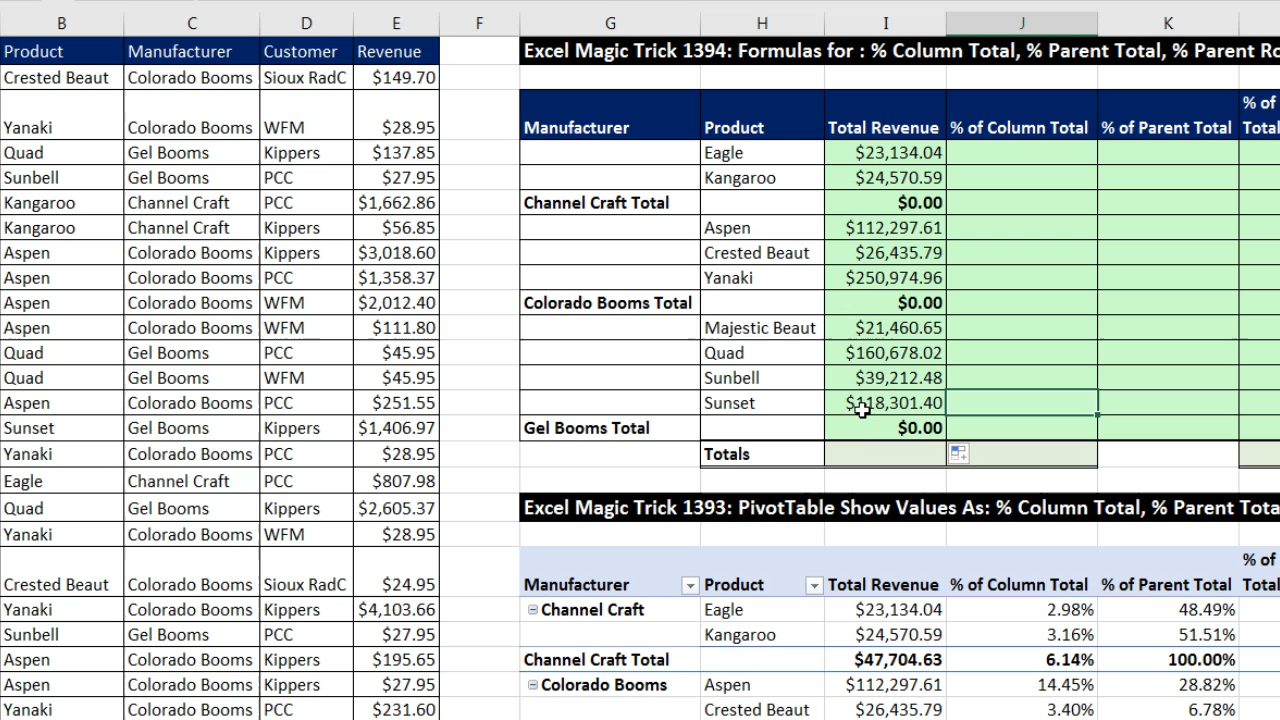 B C D E F G H I J K
Product Manufacturer Customer Revenue Excel Magic Trick 1394: Formulas for : % Column Total, % Parent Total, % Parent Ro
Crested Beaut Colorado Booms Sioux RadC $149.70
% of
Yanaki Colorado Booms WFM $28.95 Manufacturer Product Total Revenue % of Column Total % of Parent Total Total
Quad Gel Booms Kippers $137.85 Eagle $23,134.04
Sunbell Gel Booms PCC $27.95 Kangaroo $24,570.59
Kangaroo Channel Craft PCC $1,662.86 Channel Craft Total $0.00
Kangaroo Channel Craft Kippers $56.85 Aspen $112,297.61
Aspen Colorado Booms Kippers $3,018.60 Crested Beaut $26,435.79
Aspen Colorado Booms PCC $1,358.37 Yanaki $250,974.96
Aspen Colorado Booms WFM $2,012.40 Colorado Booms Total $0.00
Aspen Colorado Booms WFM $111.80 Majestic Beaut $21,460.65
Quad Gel Booms PCC $45.95 Quad $160,678.02
Quad Gel Booms WFM $45.95 Sunbell $39,212.48
Aspen Colorado Booms PCC $251.55 Sunset $118,301.40
Sunset Gel Booms Kippers $1,406.97 Gel Booms Total $0.00
Yanaki Colorado Booms PCC $28.95 Totals
Eagle Channel Craft PCC $807.98
Quad Gel Booms Kippers $2,605.37 Excel Magic Trick 1393: PivotTable Show Values As: % Column Total, % Parent Tota
Yanaki Colorado Booms WFM $28.95
% of
Crested Beaut Colorado Booms Sioux RadC $24.95 Manufacturer Product Total Revenue % of Column Total % of Parent Total Total
Yanaki Colorado Booms Kippers $4,103.66 Channel Craft Eagle $23,134.04 2.98% 48.49%
Sunbell Gel Booms PCC $27.95 Kangaroo $24,570.59 3.16% 51.51%
Aspen Colorado Booms Kippers $195.65 Channel Craft Total $47,704.63 6.14% 100.00%
Aspen Colorado Booms Kippers $27.95 Colorado Booms Aspen $112,297.61 14.45% 28.82%
Yanaki Colorado Booms PCC $231.60 Crested Beaut $26,435.79 3.40% 6.78%